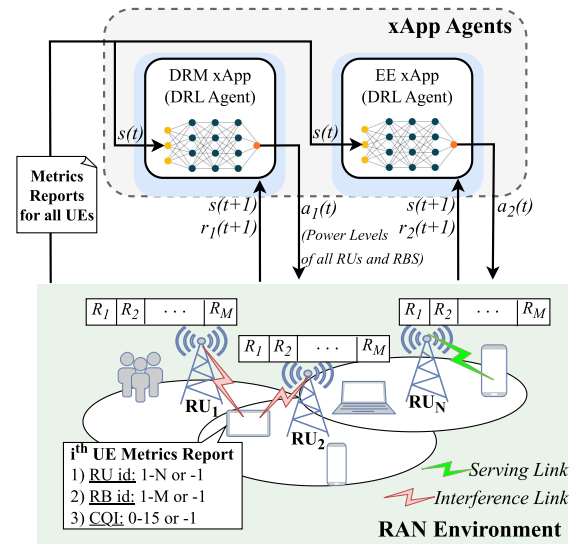 xApp Agents
DRM xApp
(DRL Agent)
EE xApp
(DRL Agent)
s(t)
s(t)
Metrics
Reports
for all UEs
s(t+1)
r1(t+1)
a1(t)
(Power Levels
of all RUs and RBS)
s(t+1)
r2(t+1)
a2(t)
R1 R2 · · · RM
R1 R2 · · · RM
R1 R2 · · · RM
RU1
RU2
RUN
ith UE Metrics Report
1) RU id: 1-N or -1
2) RB id: 1-M or -1
3) CQI: 0-15 or -1
Serving Link
Interference Link
RAN Environment